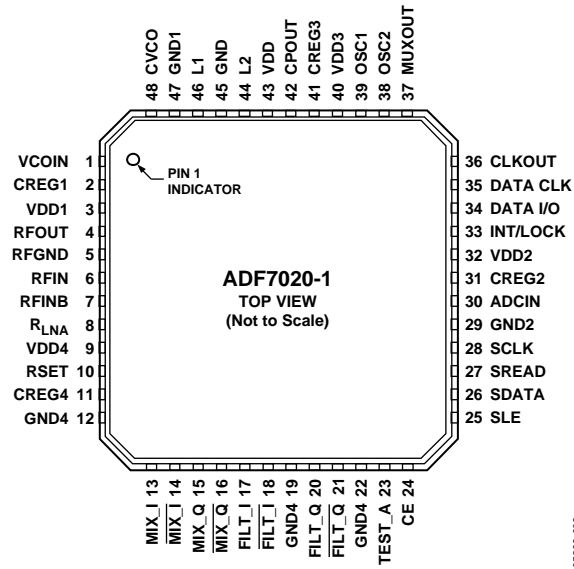 48 CVCO
47 GND1
46 L1
45 GND
44 L2
43 VDD
42 CPOUT
41 CREG3
40 VDD3
39 OSC1
38 OSC2
37 MUXOUT
VCOIN 1
CREG1 2
VDD1 3
RFOUT 4
RFGND 5
RFIN 6
RFINB 7
RLNA 8
VDD4 9
RSET 10
CREG4 11
GND4 12
PIN 1
INDICATOR
ADF7020-1
TOP VIEW
(Not to Scale)
36 CLKOUT
35 DATA CLK
34 DATA I/O
33 INT/LOCK
32 VDD2
31 CREG2
30 ADCIN
29 GND2
28 SCLK
27 SREAD
26 SDATA
25 SLE
MIX_I 13
MIX_I 14
MIX_Q 15
MIX_Q 16
FILT_I 17
FILT_I 18
GND4 19
FILT_Q 20
FILT_Q 21
GND4 22
TEST_A 23
CE 24